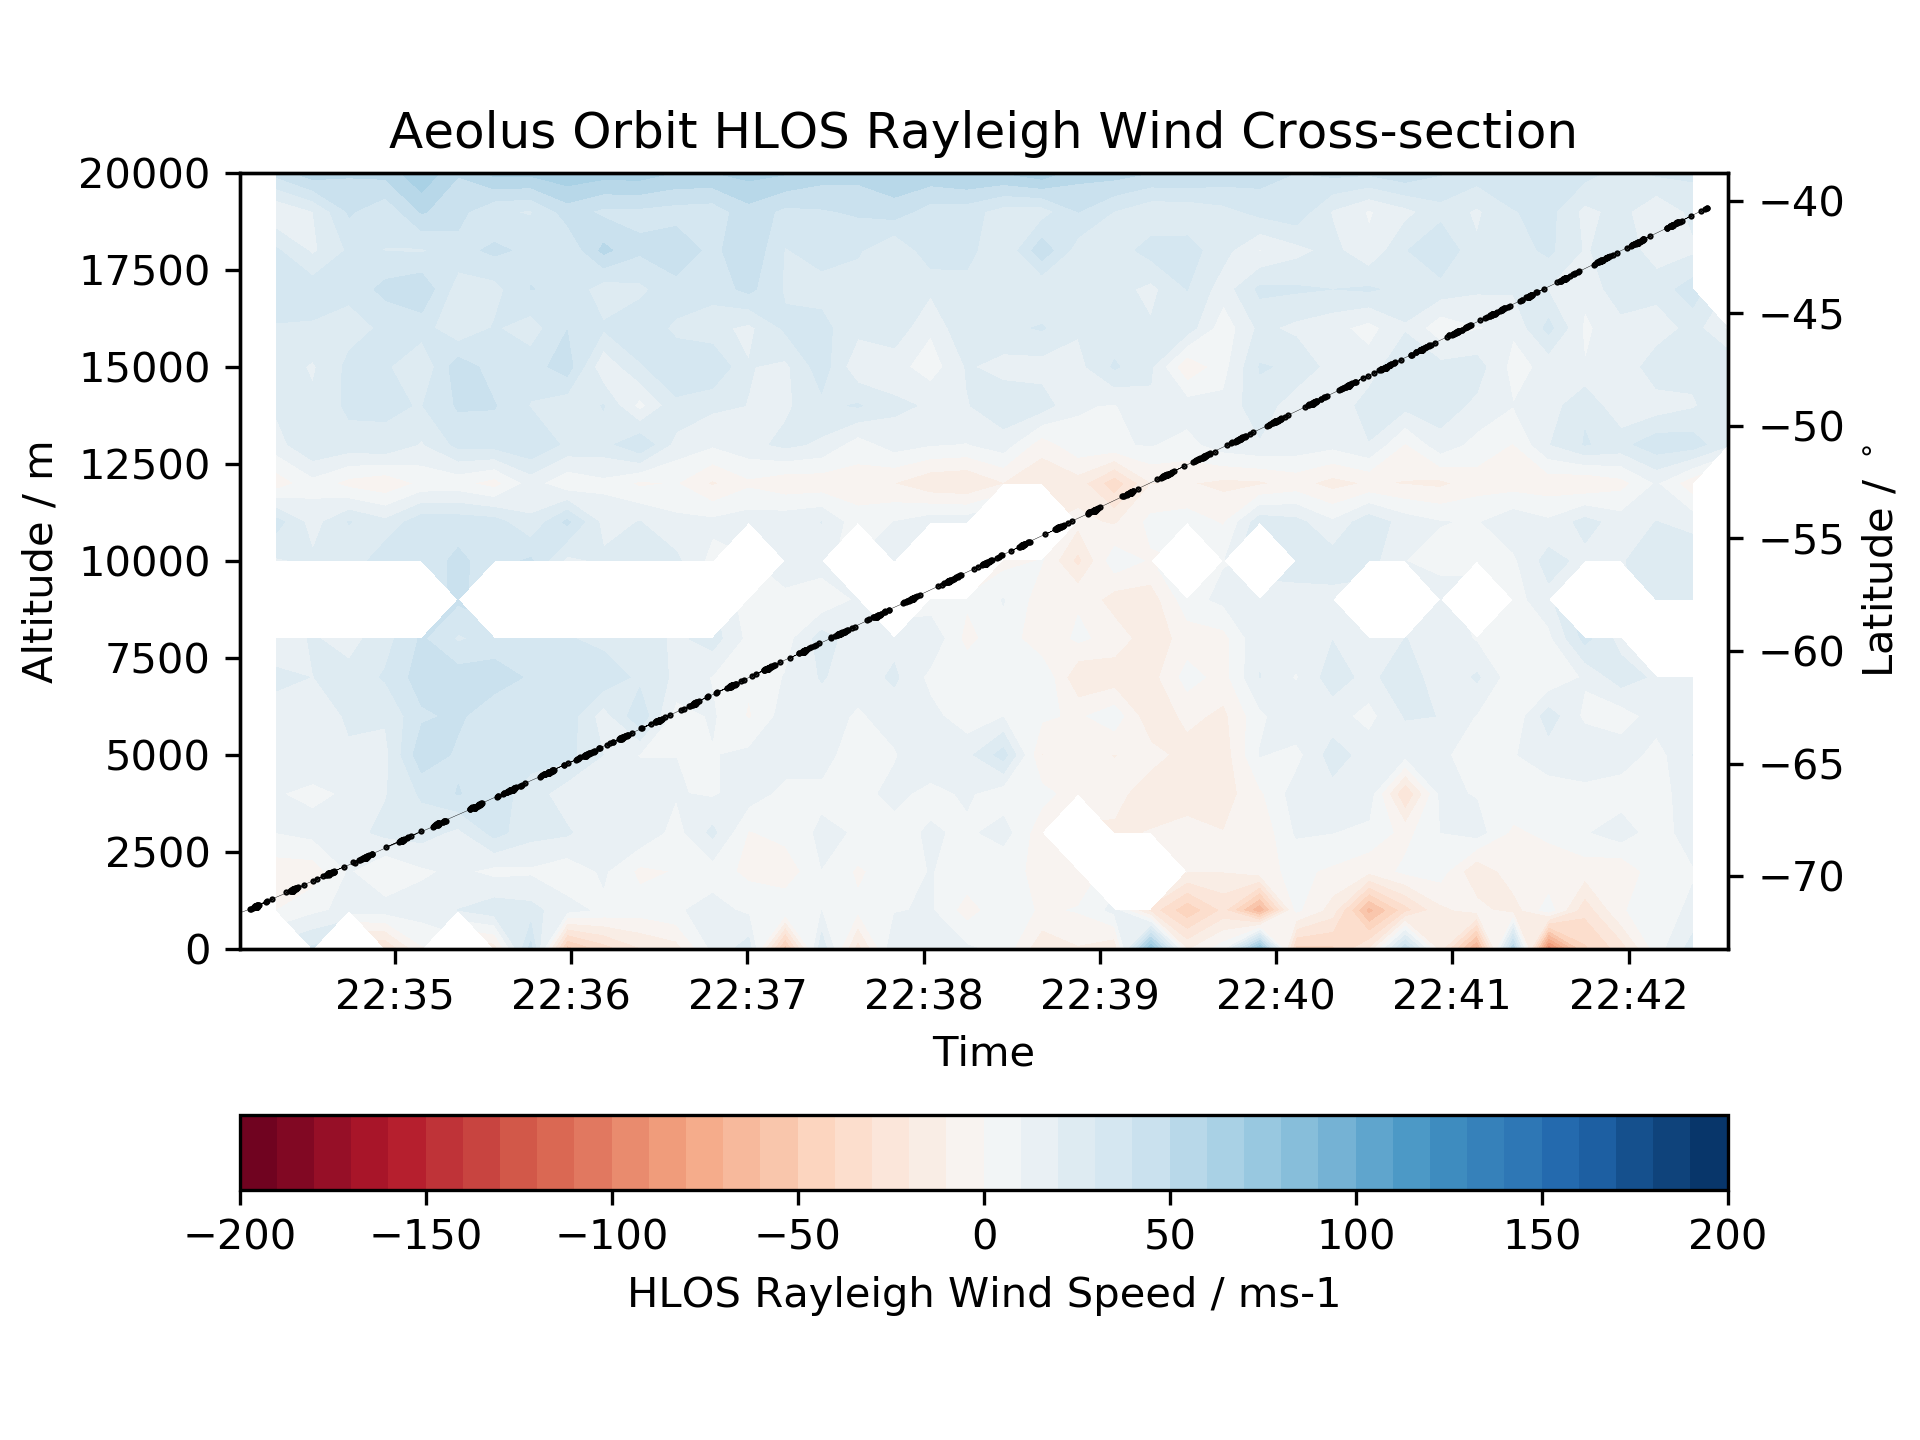 Aeolus Orbit HLOS Rayleigh Wind Cross-section
20000
17500
15000
12500
10000
7500
5000
2500
0
Altitude / m
−40
−45
−50
−55
−60
−65
−70
Latitude / °
22:35 22:36 22:37 22:38 22:39 22:40 22:41 22:42
Time
−200 −150 −100 −50 0 50 100 150 200
HLOS Rayleigh Wind Speed / ms-1